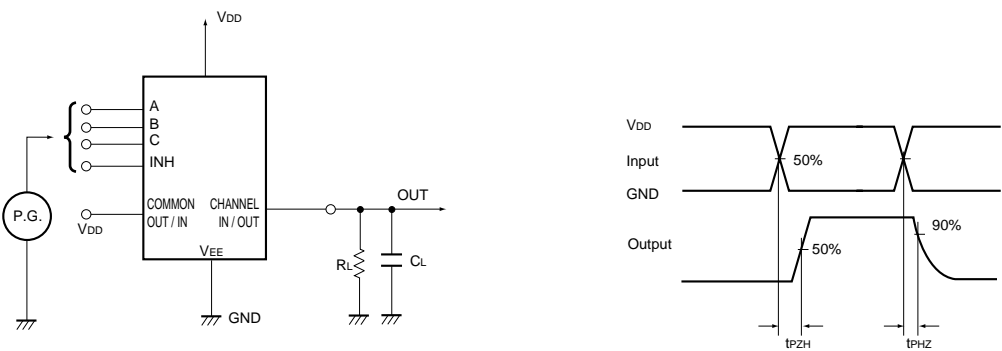 VDD
A
B
C
INH
P.G.
VDD
COMMON
OUT / IN
CHANNEL
IN / OUT
VEE
GND
OUT
RL
CL
VDD
Input
50%
GND
Output
50%
90%
tPZH
tPHZ